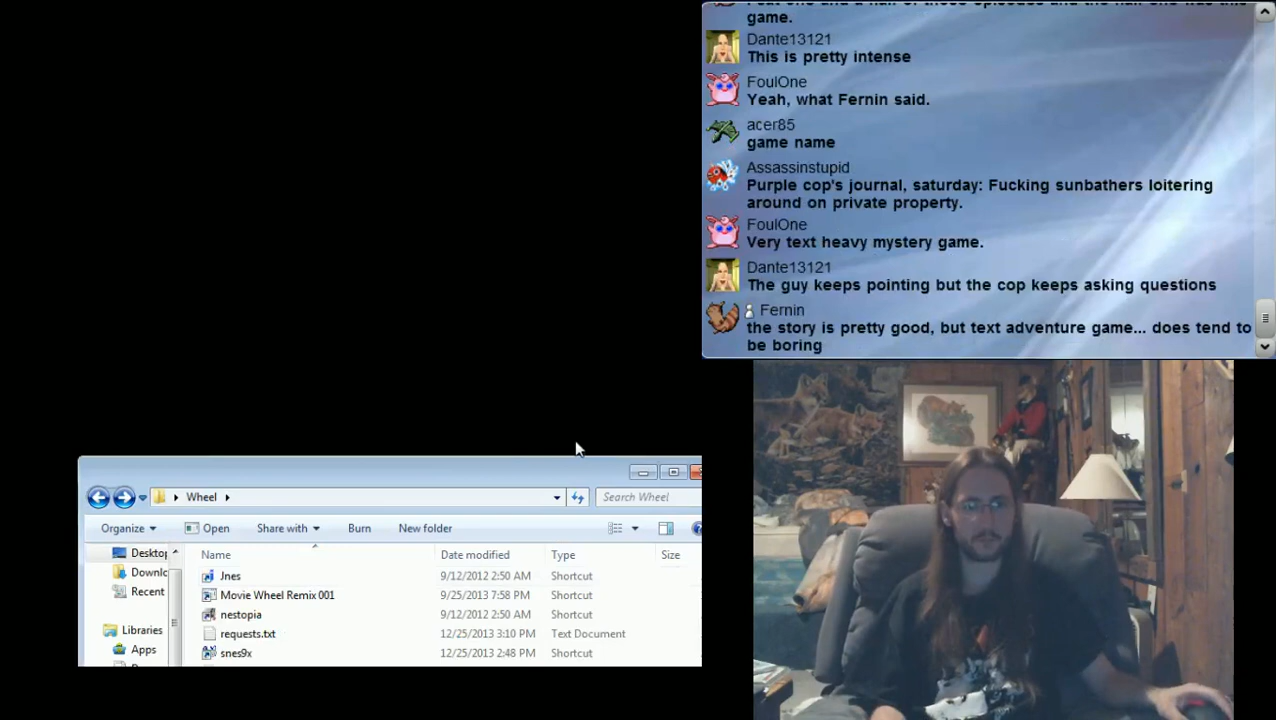 game.
Dante13121
This is pretty intense
FoulOne
Yeah, what Fernin said.
acer85
game name
Assassinstupid
Purple cop's journal, saturday: Fucking sunbathers loitering
around on private property.
FoulOne
Very text heavy mystery game.
Dante13121
The guy keeps pointing but the cop keeps asking questions
Fernin
the story is pretty good, but text adventure game... does tend to
be boring
Wheel
Search Wheel
Organize
Open
Share with
Burn
New folder
Name
Date modified
Type
Size
Desktop
Downlc
Recent
Libraries
Apps
Jnes 9/12/2012 2:50 AM Shortcut
Movie Wheel Remix 001 9/25/2013 7:58 PM Shortcut
nestopia 9/12/2012 2:50 AM Shortcut
requests.txt 12/25/2013 3:10 PM Text Document
snes9x 12/25/2013 2:48 PM Shortcut